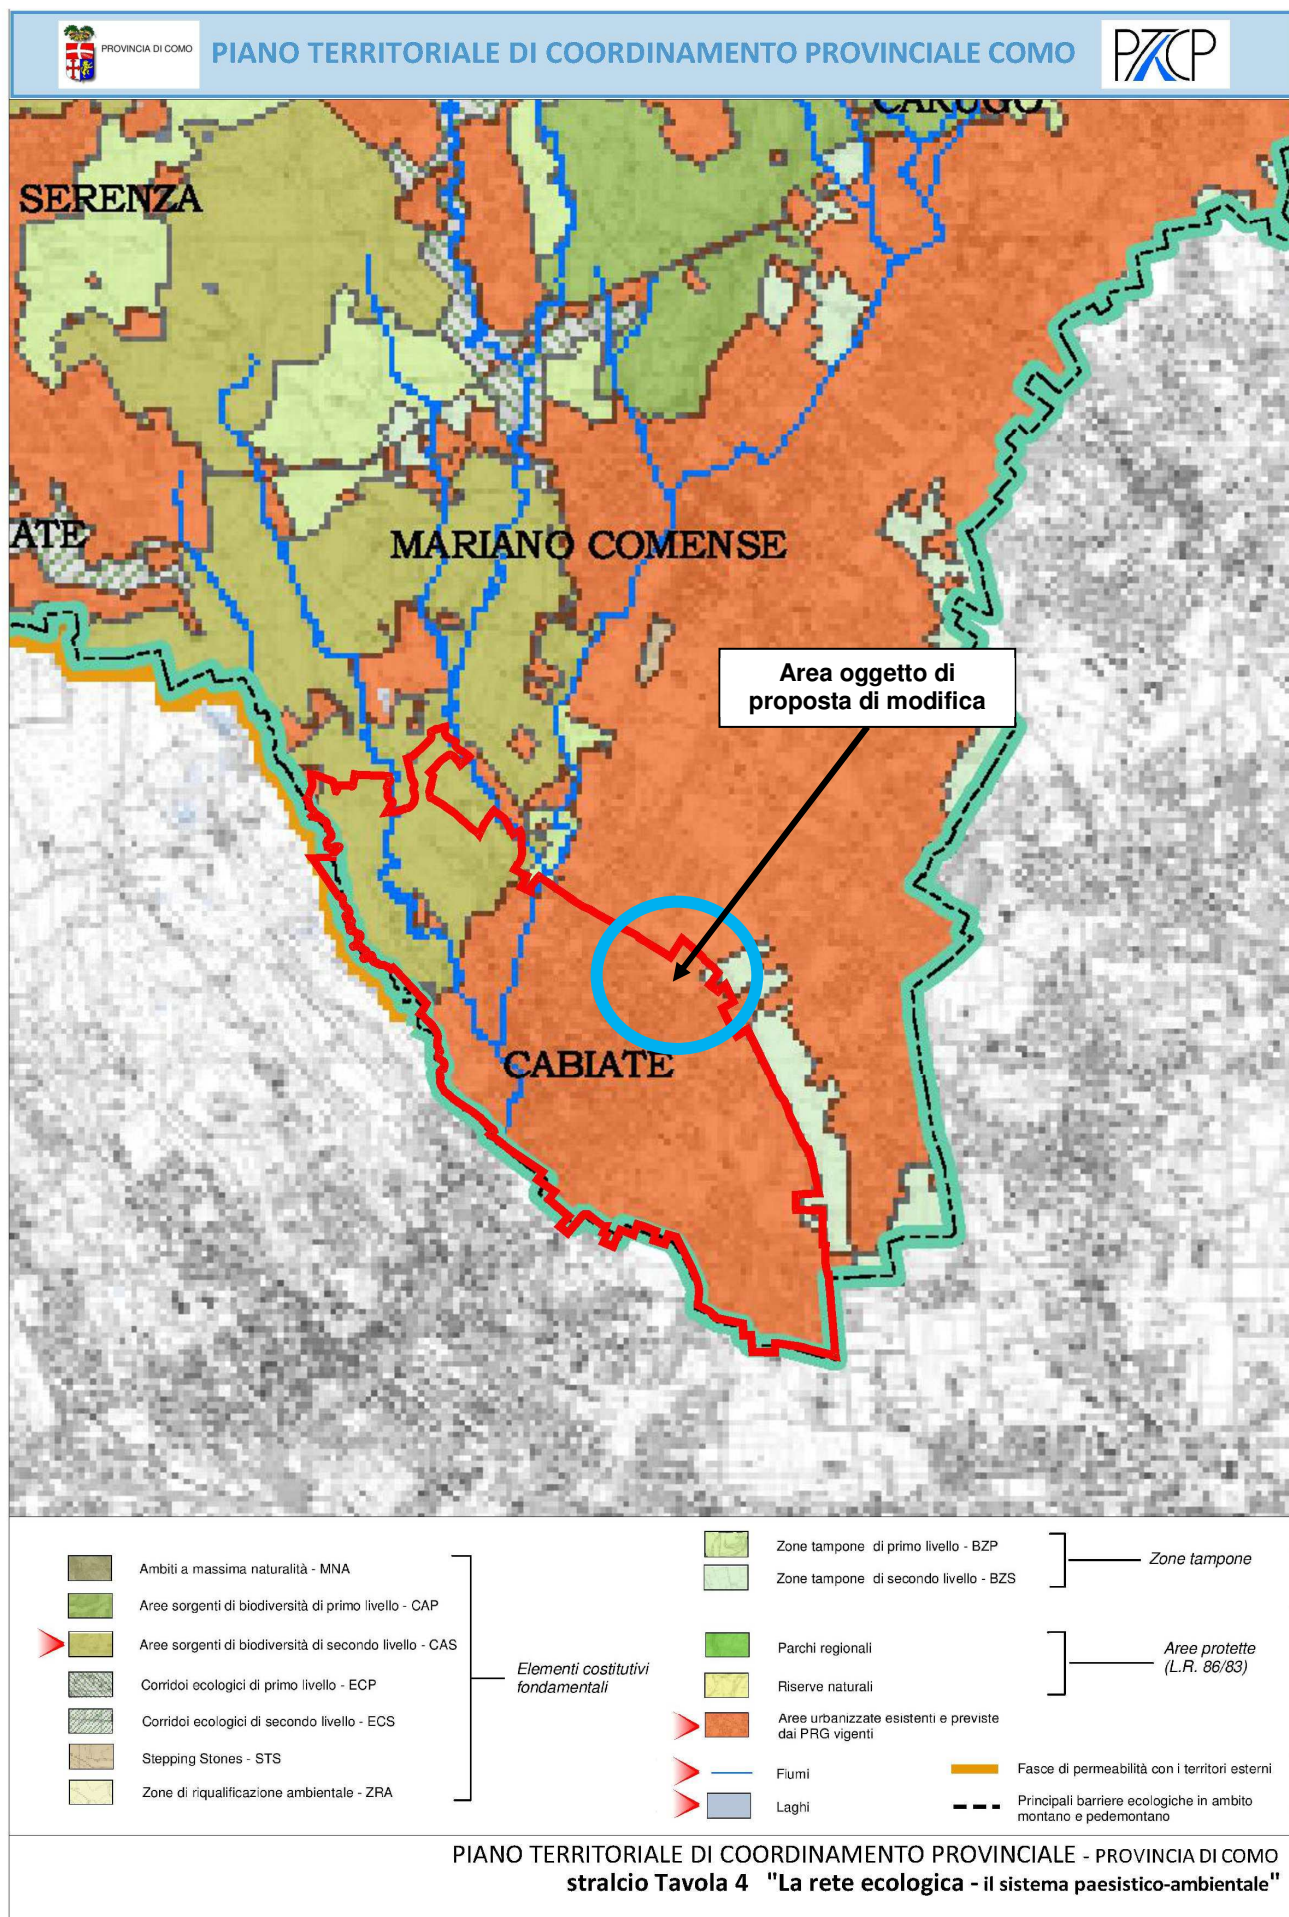 PROVINCIA DI COMO
PIANO TERRITORIALE DI COORDINAMENTO PROVINCIALE COMO
PTCP
CARUGO
SERENZA
ATE
MARIANO COMENSE
Area oggetto di
proposta di modifica
CABIATE
Ambiti a massima naturalità - MNA
Aree sorgenti di biodiversità di primo livello - CAP
Aree sorgenti di biodiversità di secondo livello - CAS
Corridoi ecologici di primo livello - ECP
Corridoi ecologici di secondo livello - ECS
Stepping Stones - STS
Zone di riqualificazione ambientale - ZRA
Elementi costitutivi
fondamentali
Zone tampone di primo livello - BZP
Zone tampone di secondo livello - BZS
Zone tampone
Parchi regionali
Riserve naturali
Aree protette
(L.R. 86/83)
Aree urbanizzate esistenti e previste
dai PRG vigenti
Fiumi
Laghi
Fasce di permeabilità con i territori esterni
Principali barriere ecologiche in ambito
montano e pedemontano
PIANO TERRITORIALE DI COORDINAMENTO PROVINCIALE - PROVINCIA DI COMO
stralcio Tavola 4 "La rete ecologica - il sistema paesistico-ambientale"